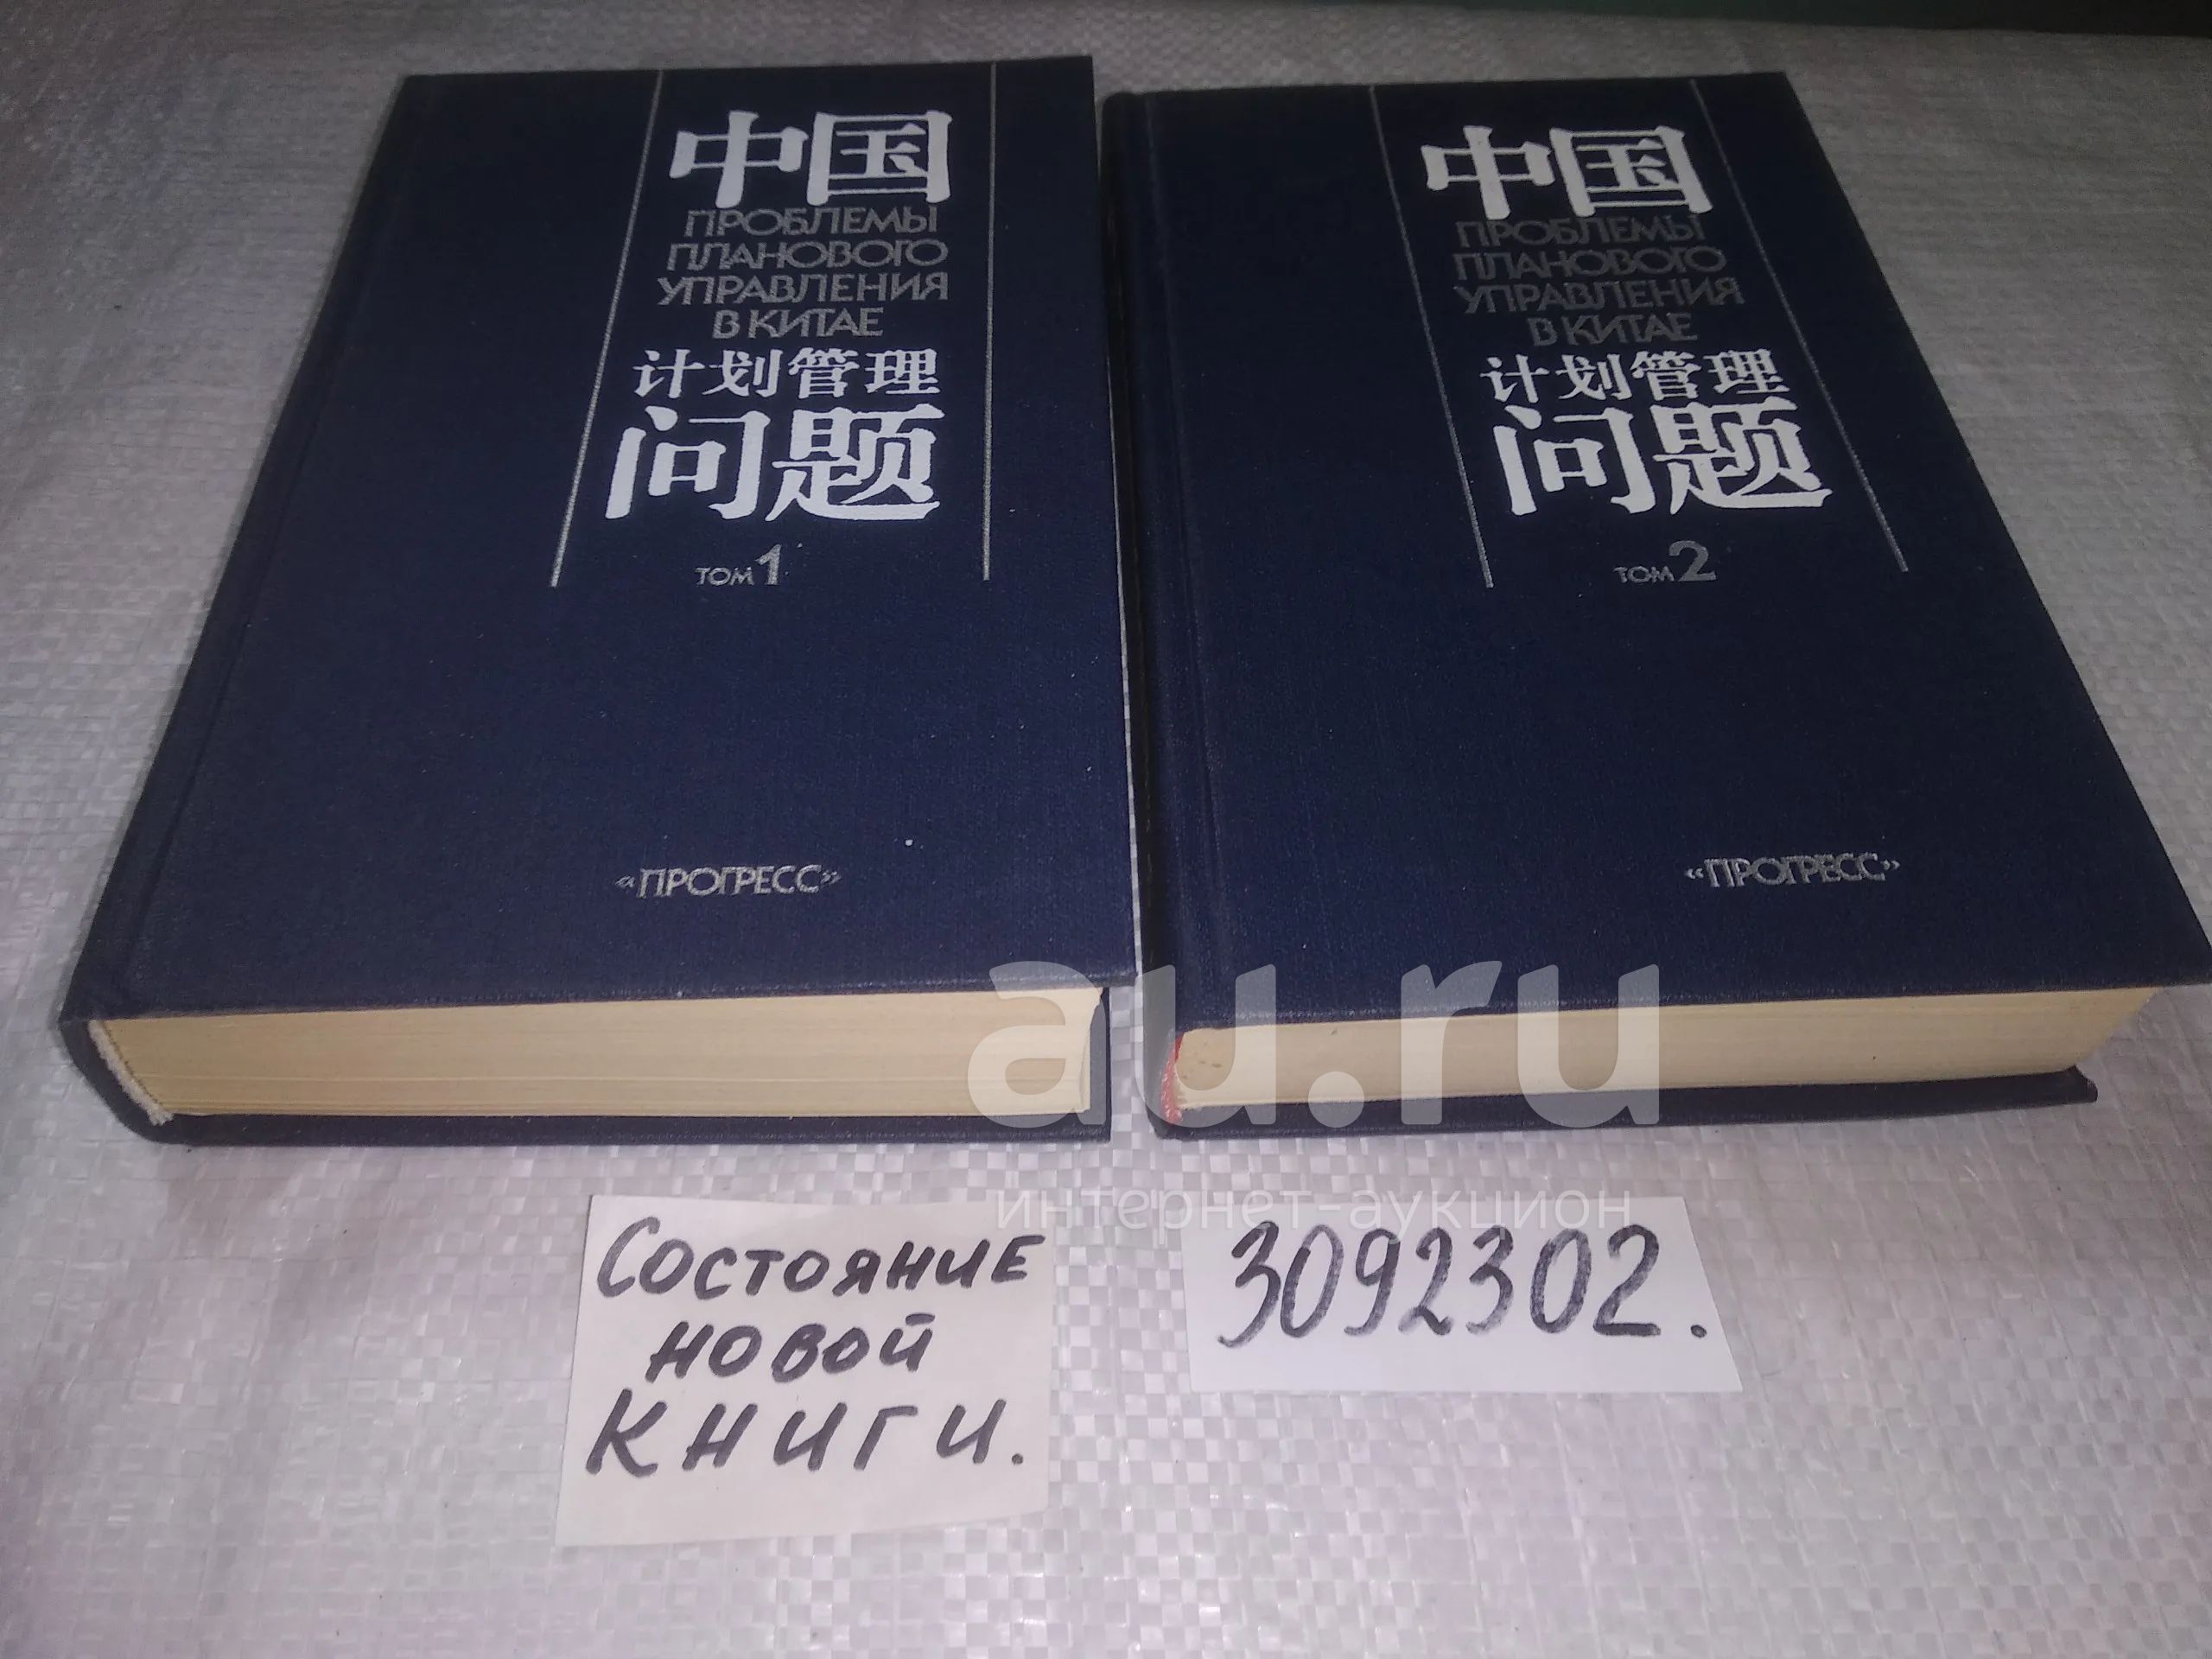 中国
ПРОБЛЕМЫ
ПЛАНОВОГО
УПРАВЛЕНИЯ
В КИТАЕ
计划管理
问题
ТОМ 1
«ПРОГРЕСС»
中国
ПРОБЛЕМЫ
ПЛАНОВОГО
УПРАВЛЕНИЯ
В КИТАЕ
计划管理
问题
ТОМ 2
«ПРОГРЕСС»
au.ru
интернет-аукцион
Состояние
новой
книги.
3092302.